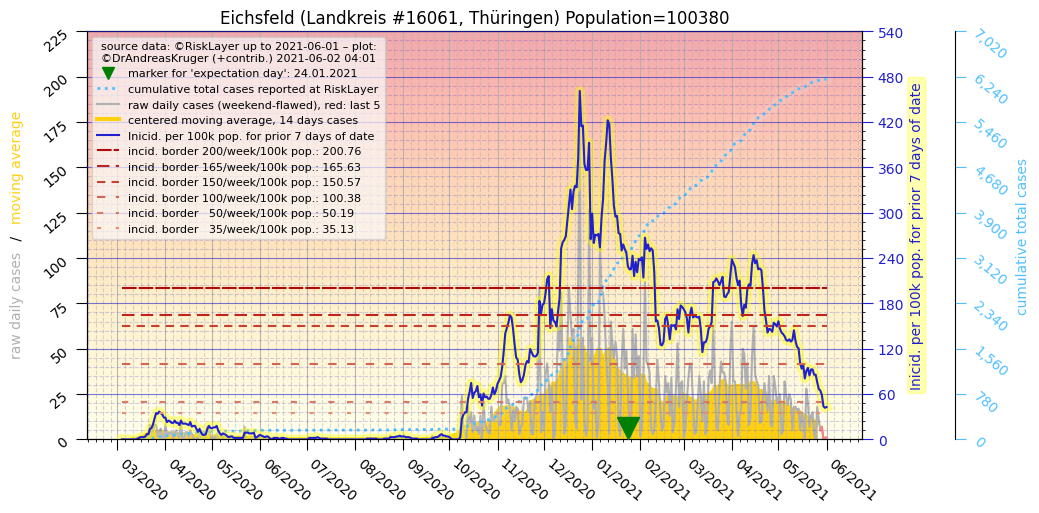 Eichsfeld (Landkreis #16061, Thüringen) Population=100380
source data: ©RiskLayer up to 2021-06-01 – plot:
©DrAndreasKruger (+contrib.) 2021-06-02 04:01
marker for 'expectation day': 24.01.2021
cumulative total cases reported at RiskLayer
raw daily cases (weekend-flawed), red: last 5
centered moving average, 14 days cases
Inicid. per 100k pop. for prior 7 days of date
incid. border 200/week/100k pop.: 200.76
incid. border 165/week/100k pop.: 165.63
incid. border 150/week/100k pop.: 150.57
incid. border 100/week/100k pop.: 100.38
incid. border   50/week/100k pop.: 50.19
incid. border   35/week/100k pop.: 35.13
raw daily cases  /  moving average
225
200
175
150
125
100
75
50
25
0
540
480
420
360
300
240
180
120
60
0
Inicid. per 100k pop. for prior 7 days of date
7,020
6,240
5,460
4,680
3,900
3,120
2,340
1,560
780
0
cumulative total cases
03/2020
04/2020
05/2020
06/2020
07/2020
08/2020
09/2020
10/2020
11/2020
12/2020
01/2021
02/2021
03/2021
04/2021
05/2021
06/2021